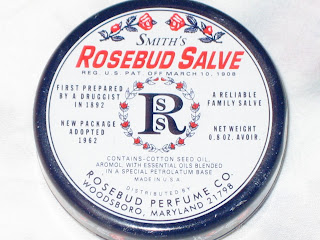 SMITH'S
ROSEBUD SALVE
REG. U.S. PAT. OFF. MARCH 10, 1908
FIRST PREPARED
BY A DRUGGIST
IN 1892
NEW PACKAGE
ADOPTED
1962
R
S
S
A RELIABLE
FAMILY SALVE
NET WEIGHT
0.8 OZ. AVOIR.
CONTAINS-COTTON SEED OIL,
AROMOL, WITH ESSENTIAL OILS BLENDED
IN A SPECIAL PETROLATUM BASE
MADE IN U.S.A.
DISTRIBUTED BY
ROSEBUD PERFUME CO.
WOODSBORO, MARYLAND 21798